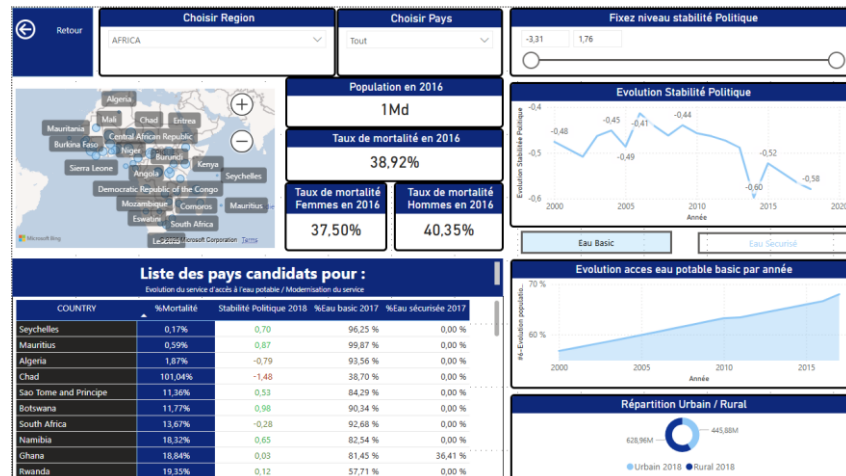 Retour
Choisir Region
AFRICA
Choisir Pays
Tout
Fixez niveau stabilité Politique
-3,31
1,76
Algeria
Mali
Chad
Eritrea
Mauritania
Central African Republic
Burkina Faso
Niger
Burundi
Kenya
Sierra Leone
Angola
Seychelles
Democratic Republic of the Congo
Mozambique
Comoros
Mauritius
Eswatini
South Africa
Microsoft Bing
Microsoft Corporation
Terms
Population en 2016
1Md
Taux de mortalité en 2016
38,92%
Taux de mortalité
Femmes en 2016
37,50%
Taux de mortalité
Hommes en 2016
40,35%
Evolution Stabilité Politique
Evolution Stabilité Politique
-0,4
-0,5
-0,6
-0,48
-0,45
-0,49
-0,41
-0,44
-0,60
-0,52
-0,58
2000
2005
2010
2015
2020
Année
Eau Basic
Eau Sécurisé
Liste des pays candidats pour :
Evolution du service d'accès à l'eau potable / Modernisation du service
COUNTRY %Mortalité Stabilité Politique 2018 %Eau basic 2017 %Eau sécurisée 2017
Seychelles 0,17% 0,70 96,25 % 0,00 %
Mauritius 0,59% 0,87 99,87 % 0,00 %
Algeria 1,87% -0,79 93,56 % 0,00 %
Chad 101,04% -1,48 38,70 % 0,00 %
Sao Tome and Principe 11,36% 0,53 84,29 % 0,00 %
Botswana 11,77% 0,98 90,34 % 0,00 %
South Africa 13,67% -0,28 92,68 % 0,00 %
Namibia 18,32% 0,65 82,54 % 0,00 %
Ghana 18,84% 0,03 81,45 % 36,41 %
Rwanda 19,35% 0,12 57,71 % 0,00 %
Evolution acces eau potable basic par année
#6-Evolution populatio...
70 %
60 %
2000
2005
2010
2015
Année
Répartition Urbain / Rural
628,96M
445,88M
Urbain 2018
Rural 2018